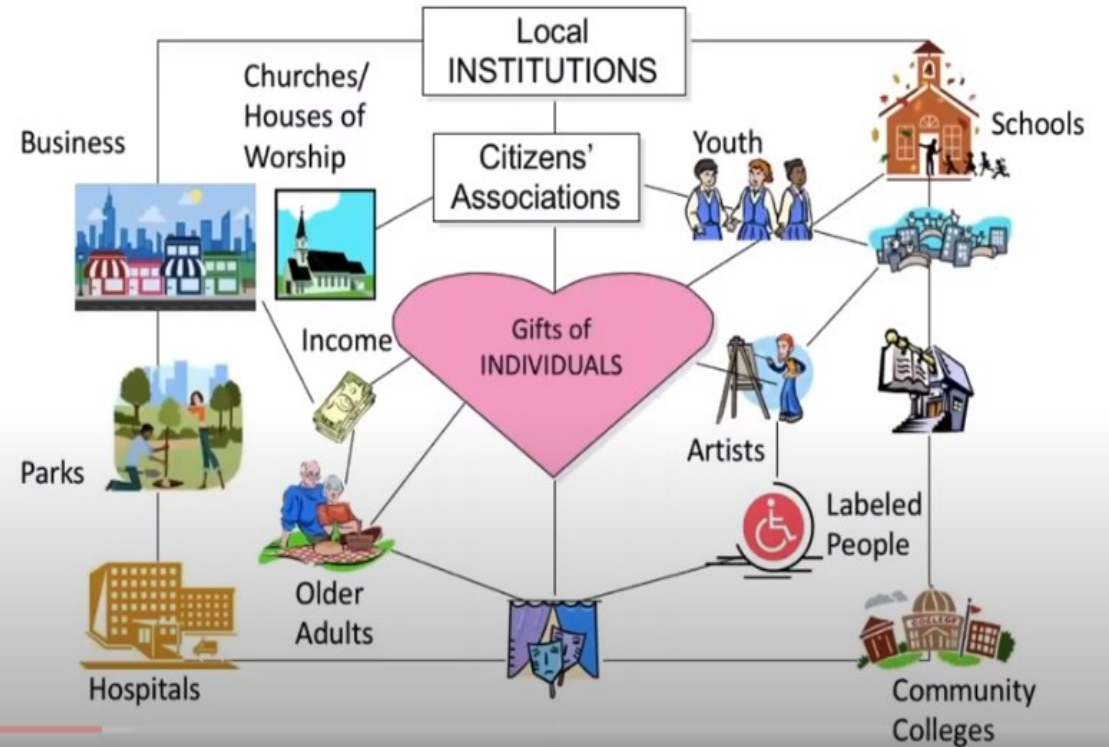 Local
INSTITUTIONS
Churches/
Houses of
Worship
Business
Citizens'
Associations
Youth
Schools
Income
Gifts of
INDIVIDUALS
Parks
Artists
Labeled
People
Older
Adults
COLLEGE
Hospitals
Community
Colleges